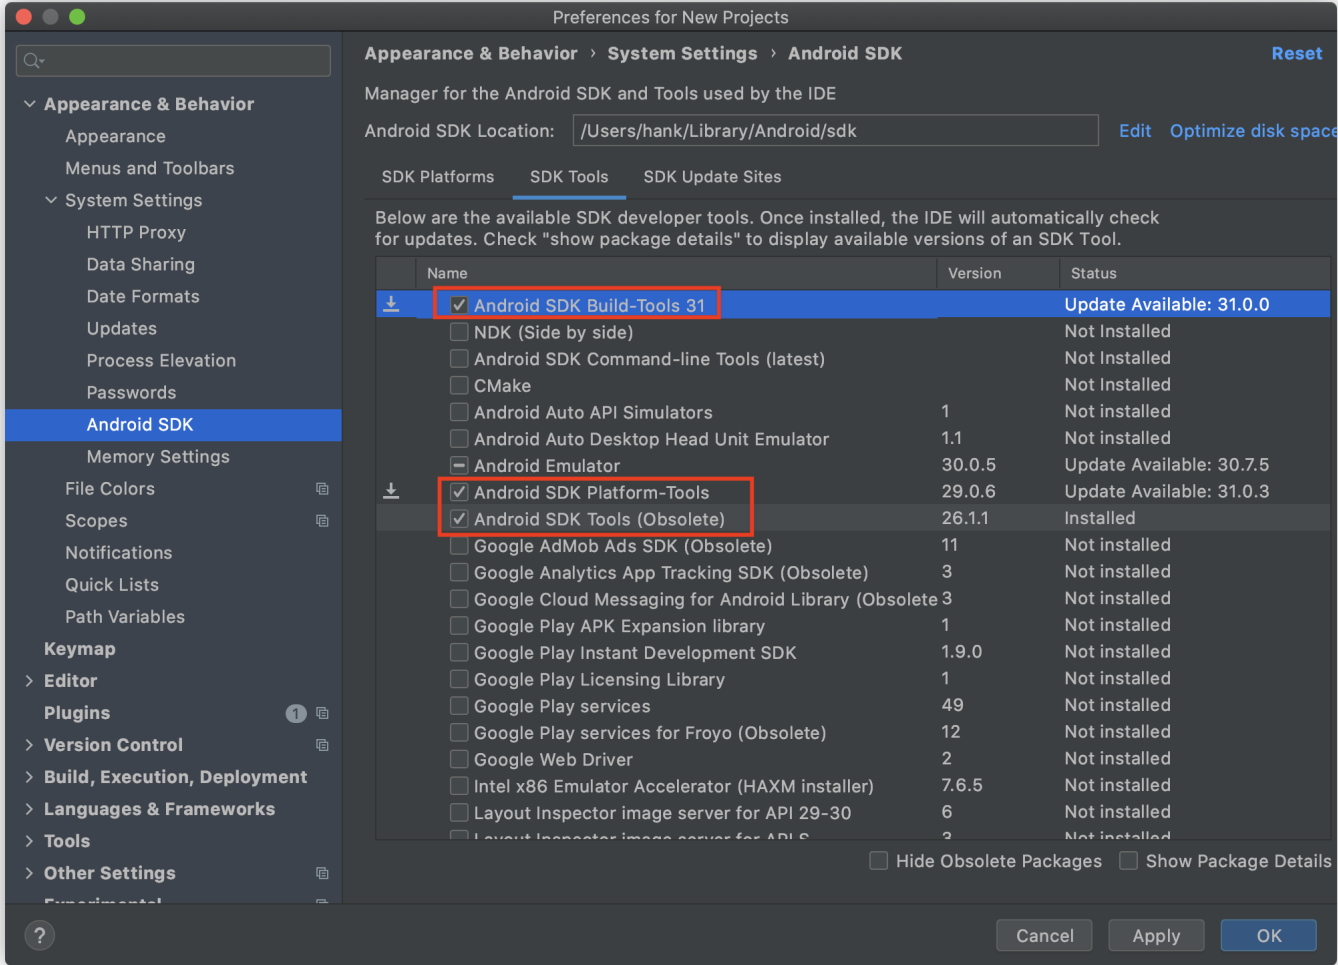 Preferences for New Projects
Appearance & Behavior
Appearance
Menus and Toolbars
System Settings
HTTP Proxy
Data Sharing
Date Formats
Updates
Process Elevation
Passwords
Android SDK
Memory Settings
File Colors
Scopes
Notifications
Quick Lists
Path Variables
Keymap
Editor
Plugins 1
Version Control
Build, Execution, Deployment
Languages & Frameworks
Tools
Other Settings
Experimental
Appearance & Behavior › System Settings › Android SDK Reset
Manager for the Android SDK and Tools used by the IDE
Android SDK Location: /Users/hank/Library/Android/sdk Edit Optimize disk space
SDK Platforms SDK Tools SDK Update Sites
Below are the available SDK developer tools. Once installed, the IDE will automatically check
for updates. Check "show package details" to display available versions of an SDK Tool.
Name Version Status
Android SDK Build-Tools 31 Update Available: 31.0.0
NDK (Side by side) Not Installed
Android SDK Command-line Tools (latest) Not Installed
CMake Not Installed
Android Auto API Simulators 1 Not installed
Android Auto Desktop Head Unit Emulator 1.1 Not installed
Android Emulator 30.0.5 Update Available: 30.7.5
Android SDK Platform-Tools 29.0.6 Update Available: 31.0.3
Android SDK Tools (Obsolete) 26.1.1 Installed
Google AdMob Ads SDK (Obsolete) 11 Not installed
Google Analytics App Tracking SDK (Obsolete) 3 Not installed
Google Cloud Messaging for Android Library (Obsolete 3 Not installed
Google Play APK Expansion library 1 Not installed
Google Play Instant Development SDK 1.9.0 Not installed
Google Play Licensing Library 1 Not installed
Google Play services 49 Not installed
Google Play services for Froyo (Obsolete) 12 Not installed
Google Web Driver 2 Not installed
Intel x86 Emulator Accelerator (HAXM installer) 7.6.5 Not installed
Layout Inspector image server for API 29-30 6 Not installed
Layout Inspector image server for API S 3 Not installed
Hide Obsolete Packages Show Package Details
? Cancel Apply OK